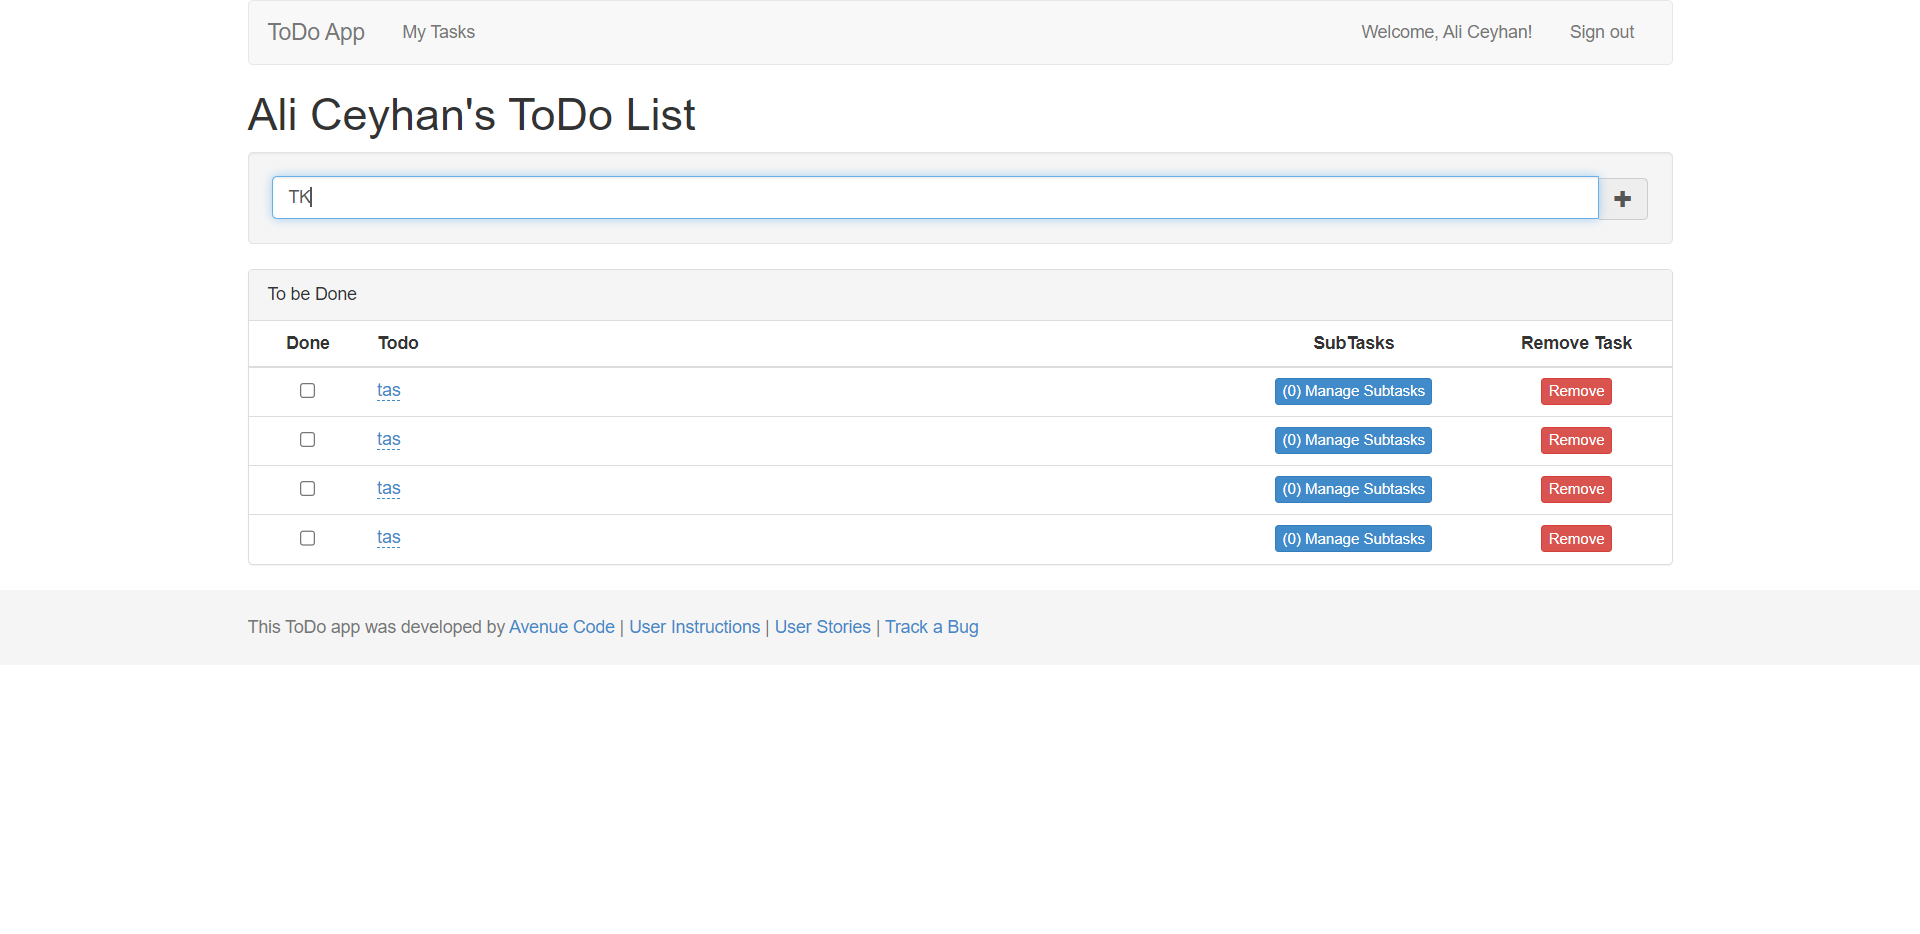 ToDo App My Tasks Welcome, Ali Ceyhan! Sign out
Ali Ceyhan's ToDo List
TK
To be Done
Done Todo SubTasks Remove Task
tas (0) Manage Subtasks Remove
tas (0) Manage Subtasks Remove
tas (0) Manage Subtasks Remove
tas (0) Manage Subtasks Remove
This ToDo app was developed by Avenue Code | User Instructions | User Stories | Track a Bug